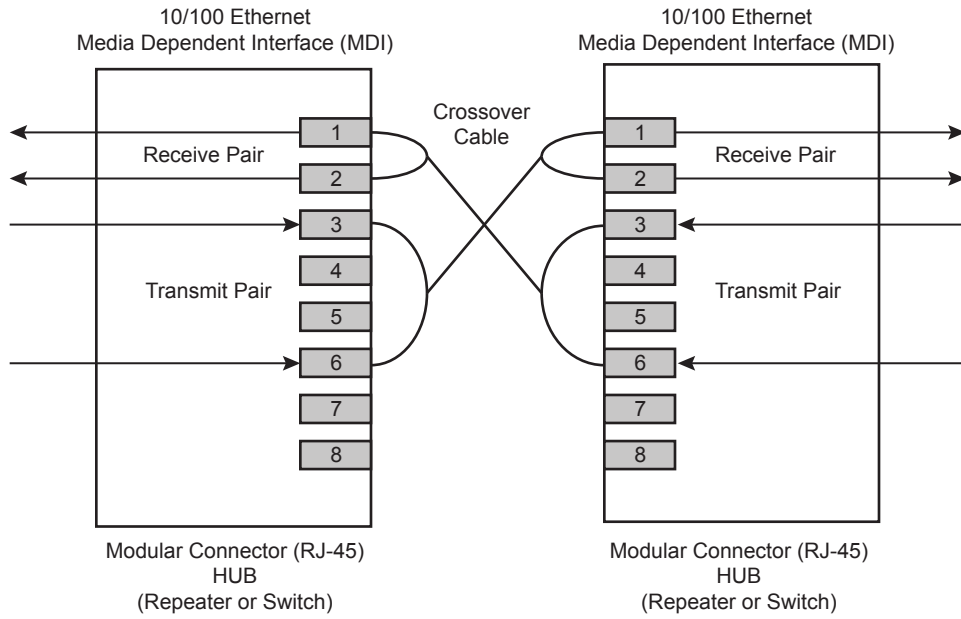 10/100 Ethernet
Media Dependent Interface (MDI)
10/100 Ethernet
Media Dependent Interface (MDI)
Crossover
Cable
Receive Pair
Transmit Pair
1
2
3
4
5
6
7
8
1
2
3
4
5
6
7
8
Receive Pair
Transmit Pair
Modular Connector (RJ-45)
HUB
(Repeater or Switch)
Modular Connector (RJ-45)
HUB
(Repeater or Switch)